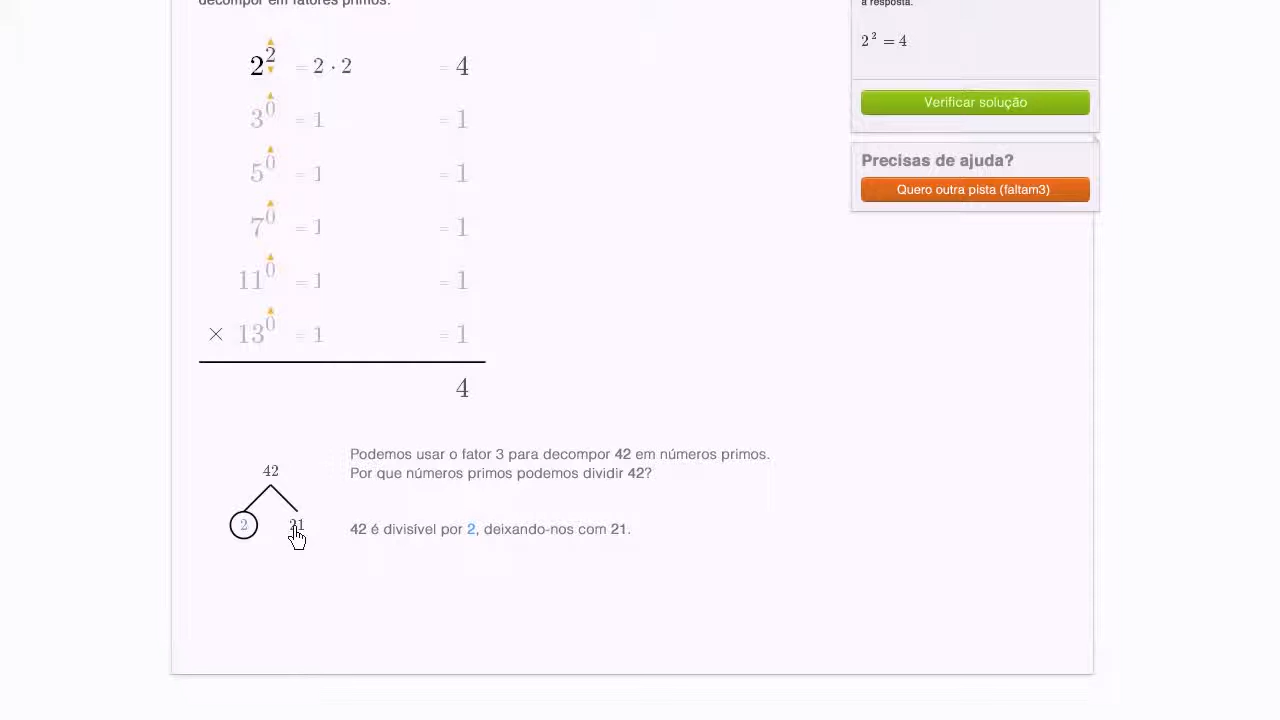 decompor em fatores primos.
a resposta.
2² = 4
2² = 2 · 2 = 4
Verificar solução
3⁰ = 1 = 1
Precisas de ajuda?
5⁰ = 1 = 1
Quero outra pista (faltam3)
7⁰ = 1 = 1
11⁰ = 1 = 1
× 13⁰ = 1 = 1
4
Podemos usar o fator 3 para decompor 42 em números primos.
42
Por que números primos podemos dividir 42?
2 21
42 é divisível por 2, deixando-nos com 21.